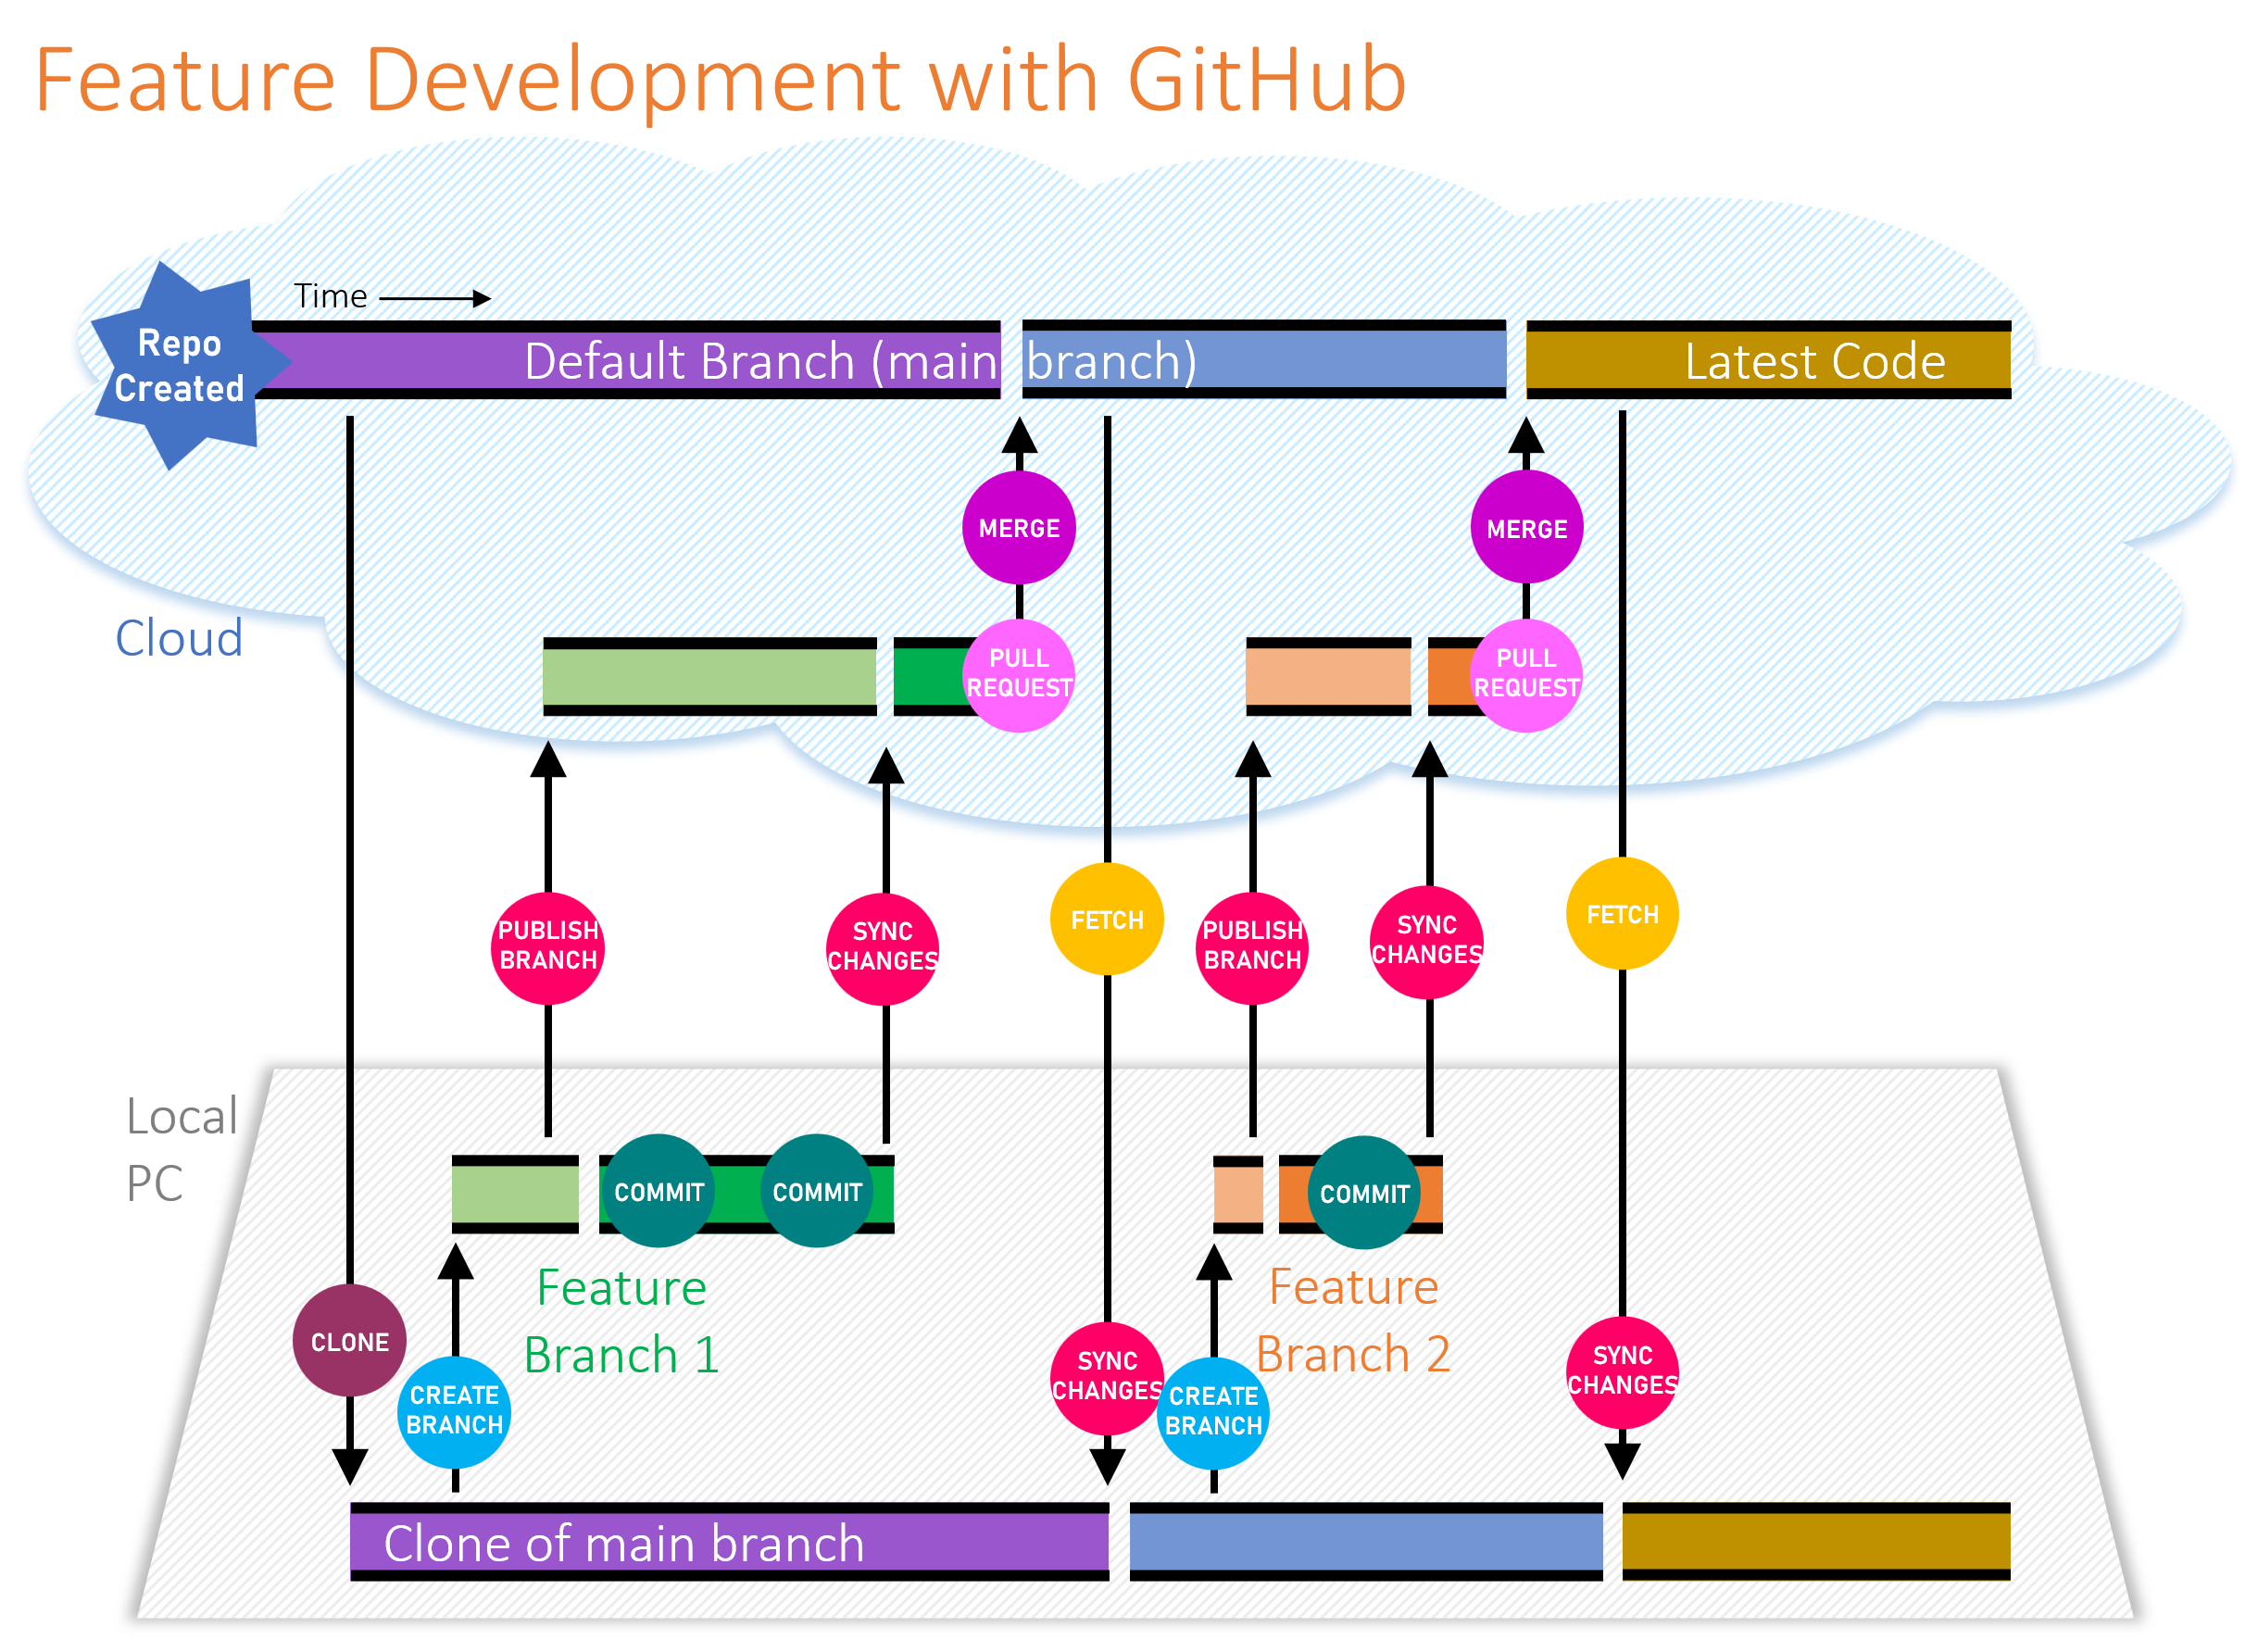 Feature Development with GitHub
Time
Repo
Created
Default Branch (main branch)
Latest Code
MERGE
MERGE
Cloud
PULL
REQUEST
PULL
REQUEST
PUBLISH
BRANCH
SYNC
CHANGES
FETCH
PUBLISH
BRANCH
SYNC
CHANGES
FETCH
Local
PC
COMMIT
COMMIT
COMMIT
Feature
Branch 1
Feature
Branch 2
CLONE
CREATE
BRANCH
SYNC
CHANGES
CREATE
BRANCH
SYNC
CHANGES
Clone of main branch